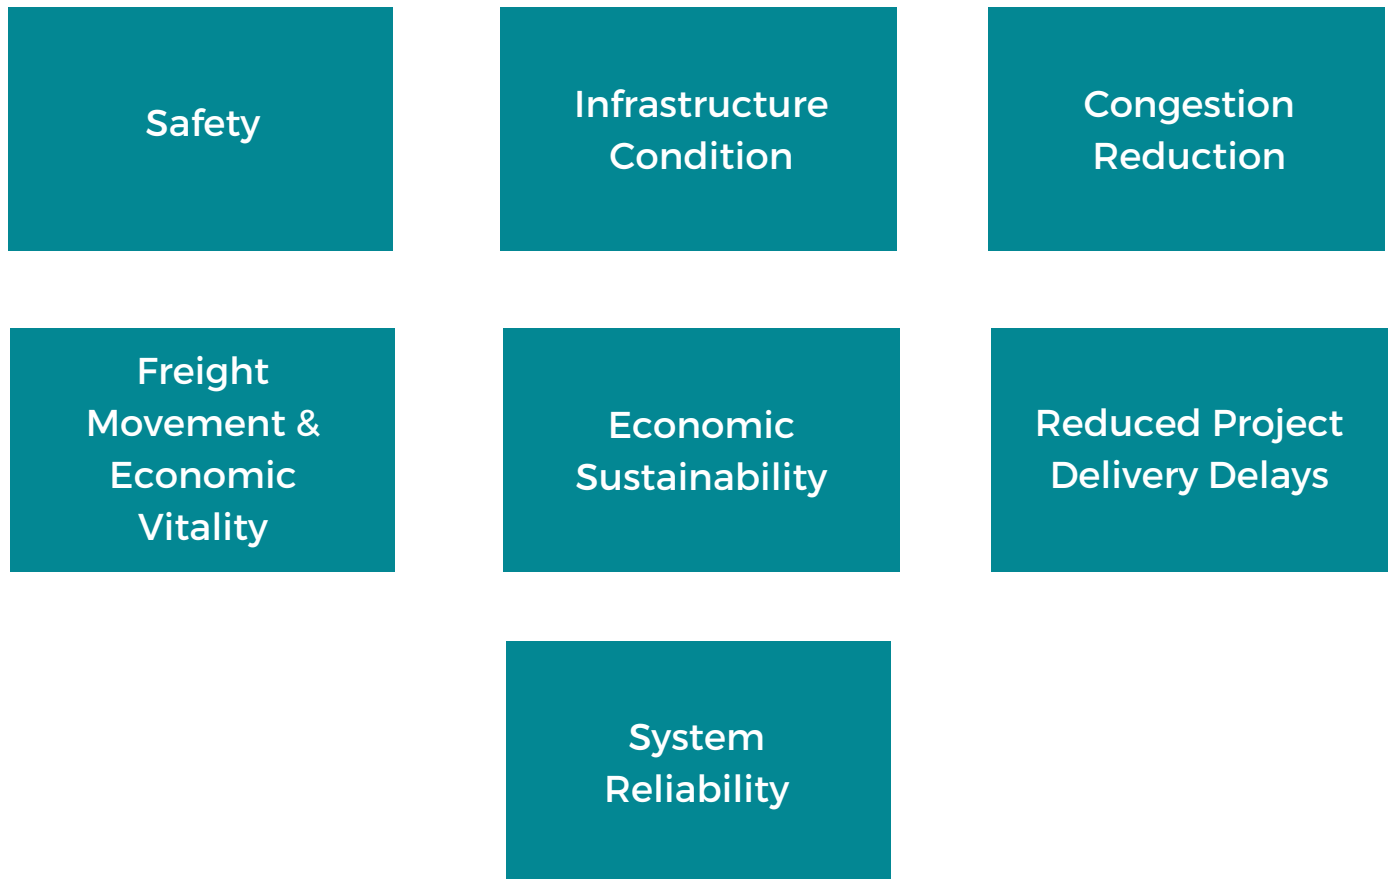 Safety
Infrastructure
Condition
Congestion
Reduction
Freight
Movement &
Economic
Vitality
Economic
Sustainability
Reduced Project
Delivery Delays
System
Reliability